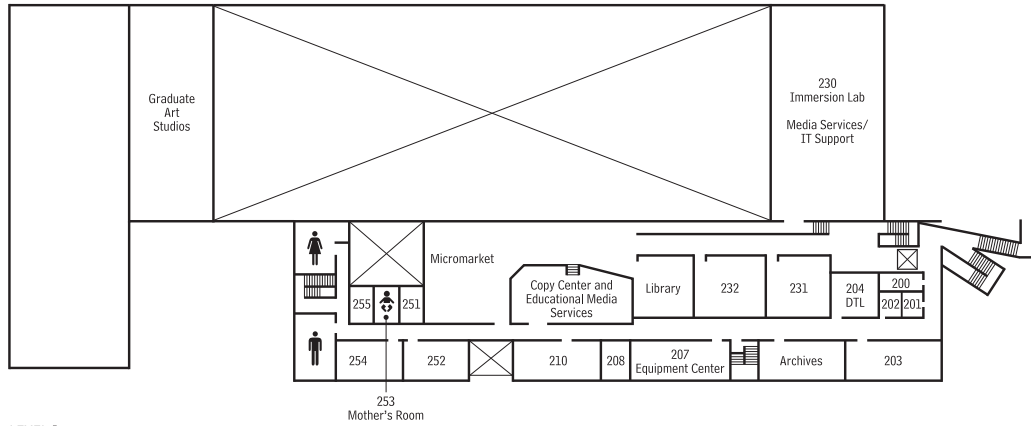 Graduate
Art
Studios
230
Immersion Lab
Media Services/
IT Support
Micromarket
Copy Center and
Educational Media
Services
Library
232
231
204
DTL
200
202
201
255
251
254
252
210
208
207
Equipment Center
Archives
203
253
Mother's Room